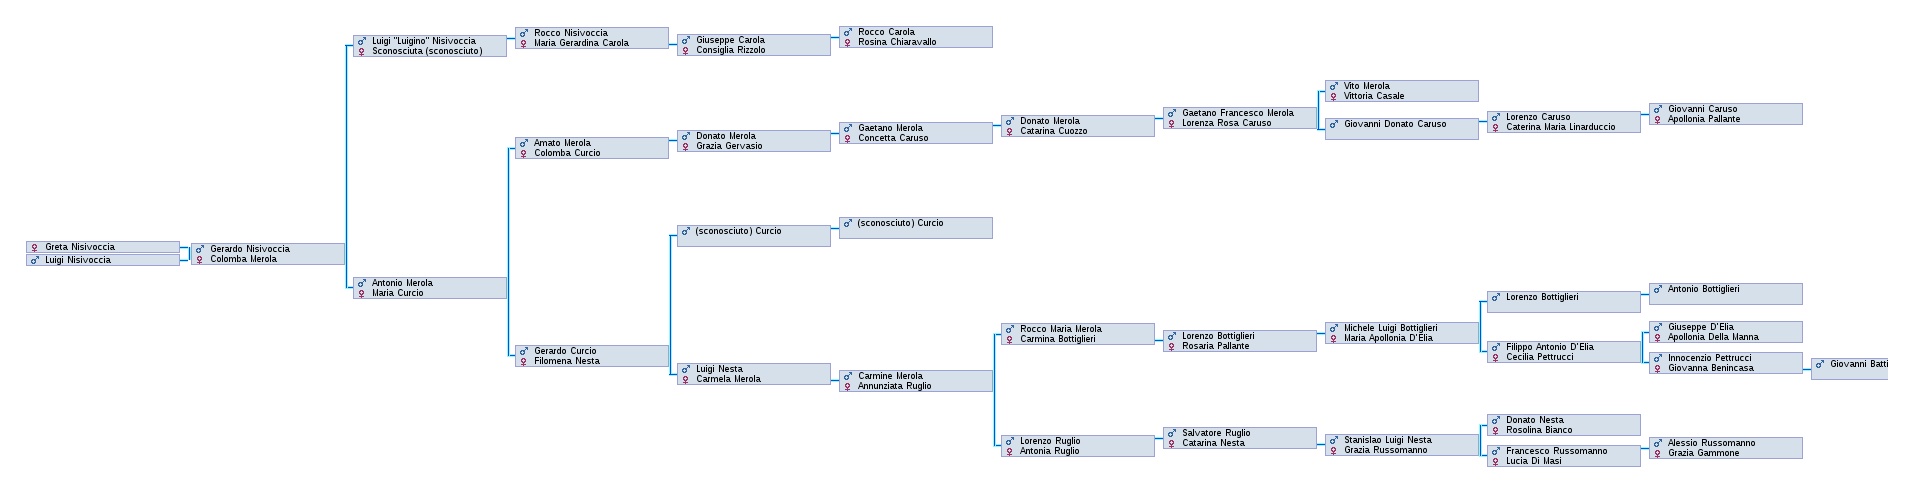 Greta Nisivoccia
Luigi Nisivoccia
Gerardo Nisivoccia
Colomba Merola
Luigi "Luigino" Nisivoccia
Sconosciuta (sconosciuto)
Antonio Merola
Maria Curcio
Rocco Nisivoccia
Maria Gerardina Carola
Amato Merola
Colomba Curcio
Gerardo Curcio
Filomena Nesta
Giuseppe Carola
Consiglia Rizzolo
Donato Merola
Grazia Gervasio
(sconosciuto) Curcio
Luigi Nesta
Carmela Merola
Rocco Carola
Rosina Chiaravallo
Gaetano Merola
Concetta Caruso
(sconosciuto) Curcio
Carmine Merola
Annunziata Ruglio
Donato Merola
Catarina Cuozzo
Rocco Maria Merola
Carmina Bottiglieri
Lorenzo Ruglio
Antonia Ruglio
Gaetano Francesco Merola
Lorenza Rosa Caruso
Lorenzo Bottiglieri
Rosaria Pallante
Salvatore Ruglio
Catarina Nesta
Vito Merola
Vittoria Casale
Giovanni Donato Caruso
Michele Luigi Bottiglieri
Maria Apollonia D'Elia
Stanislao Luigi Nesta
Grazia Russomanno
Lorenzo Caruso
Caterina Maria Linarduccio
Lorenzo Bottiglieri
Filippo Antonio D'Elia
Cecilia Pettrucci
Donato Nesta
Rosolina Bianco
Francesco Russomanno
Lucia Di Masi
Giovanni Caruso
Apollonia Pallante
Antonio Bottiglieri
Giuseppe D'Elia
Apollonia Della Manna
Innocenzio Pettrucci
Giovanna Benincasa
Alessio Russomanno
Grazia Gammone
Giovanni Batti